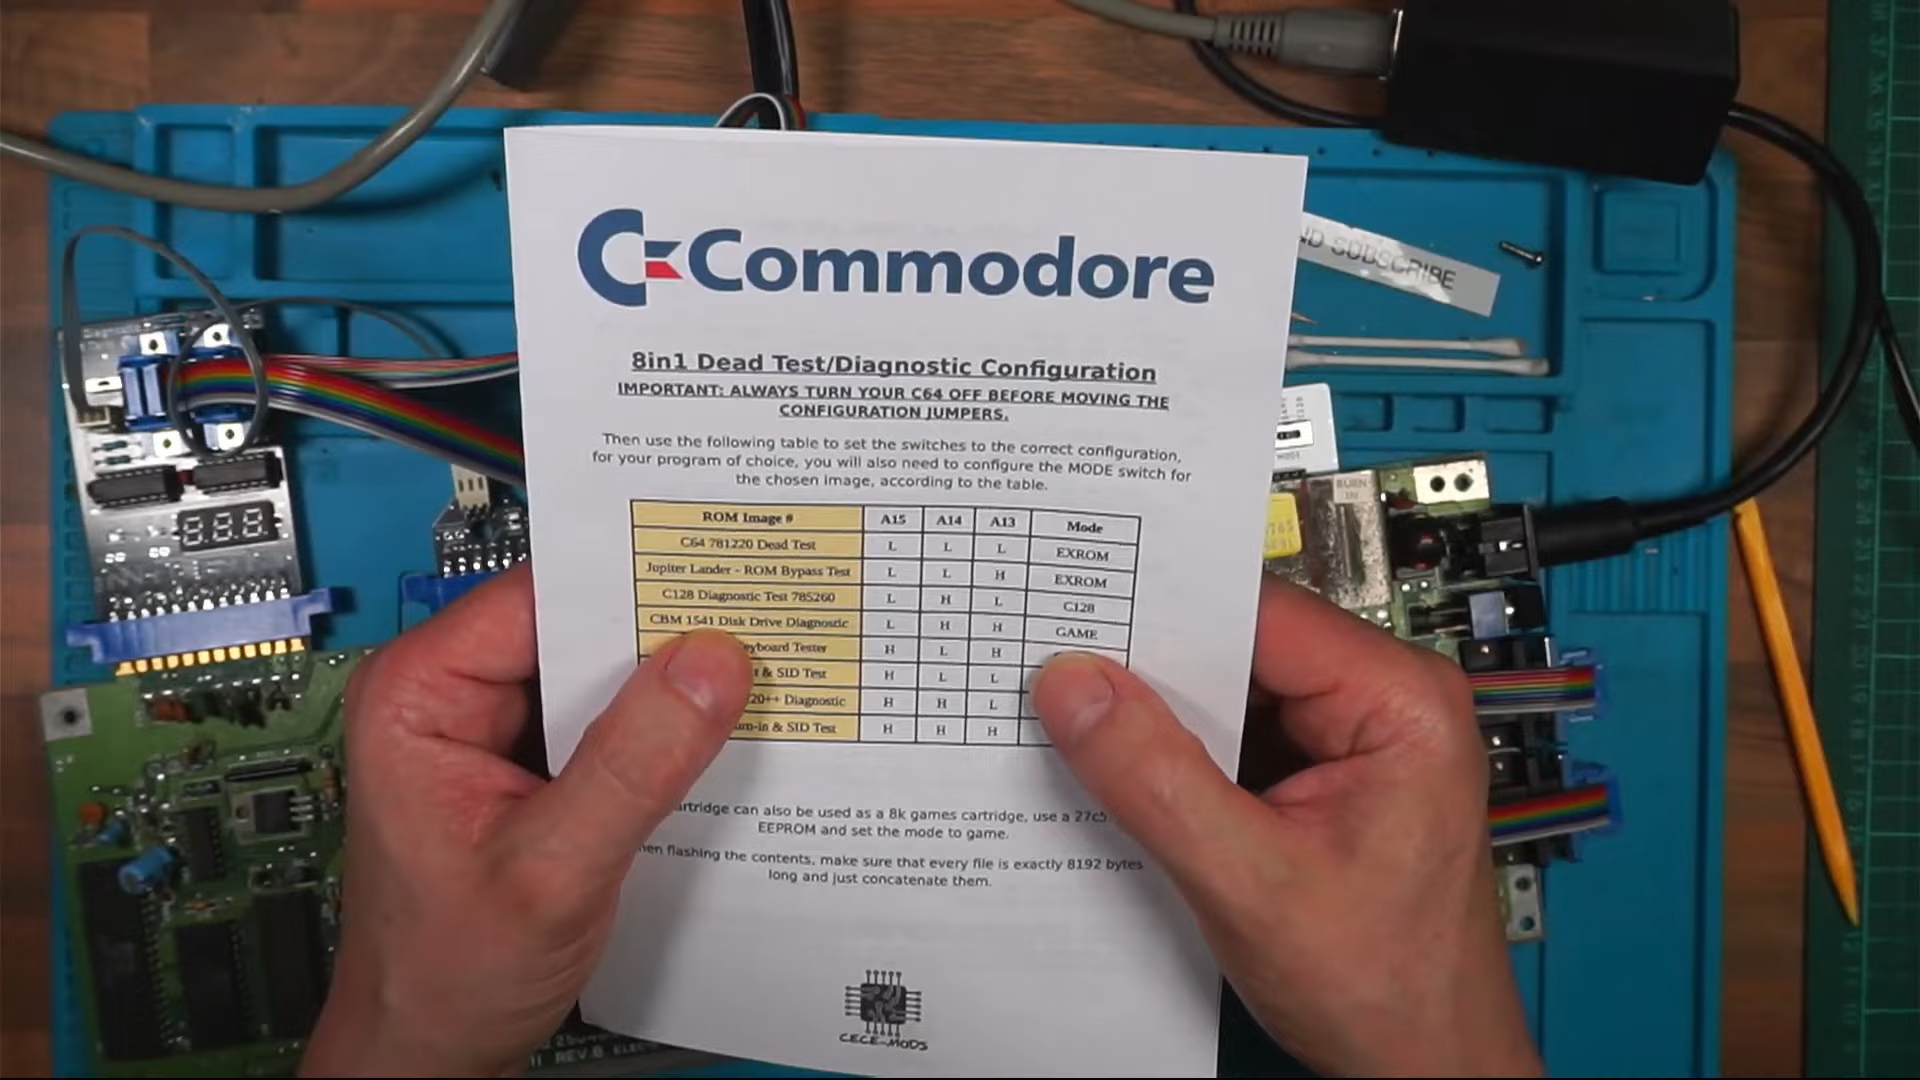 Commodore
8in1 Dead Test/Diagnostic Configuration
IMPORTANT: ALWAYS TURN YOUR C64 OFF BEFORE MOVING THE
CONFIGURATION JUMPERS.
Then use the following table to set the switches to the correct configuration,
for your program of choice, you will also need to configure the MODE switch for
the chosen image, according to the table.
ROM Image # A15 A14 A13 Mode
C64 781220 Dead Test L L L EXROM
Jupiter Lander - ROM Bypass Test L L H EXROM
C128 Diagnostic Test 785260 L H L C128
CBM 1541 Disk Drive Diagnostic L H H GAME
eyboard Tester H L H
& SID Test H L L
20++ Diagnostic H H L
& SID Test H H H
artridge can also be used as a 8k games cartridge, use a 27c5
EEPROM and set the mode to game.
en flashing the contents, make sure that every file is exactly 8192 bytes
long and just concatenate them.
CECE-MODS
SUBSCRIBE
BURN
IN
REV.B